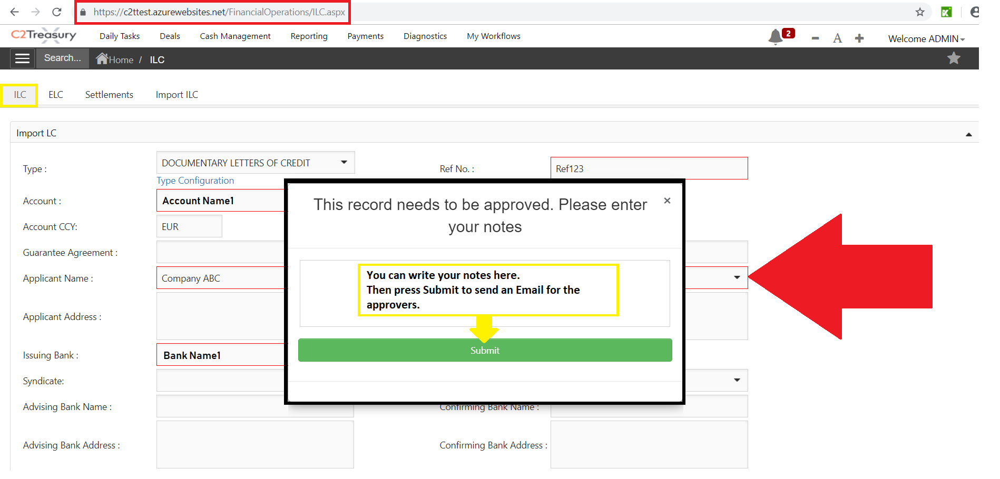 https://c2ttest.azurewebsites.net/FinancialOperations/ILC.aspx
C2Treasury
Daily Tasks
Deals
Cash Management
Reporting
Payments
Diagnostics
My Workflows
2
A
Welcome ADMIN
Search...
Home / ILC
ILC
ELC
Settlements
Import ILC
Import LC
Type :
DOCUMENTARY LETTERS OF CREDIT
Ref No. :
Ref123
Type Configuration
Account :
Account Name1
Account CCY:
EUR
Guarantee Agreement :
Applicant Name :
Company ABC
Applicant Address :
Issuing Bank :
Bank Name1
Syndicate:
Advising Bank Name :
Confirming Bank Name :
Advising Bank Address :
Confirming Bank Address :
This record needs to be approved. Please enter
your notes
×
You can write your notes here.
Then press Submit to send an Email for the
approvers.
Submit